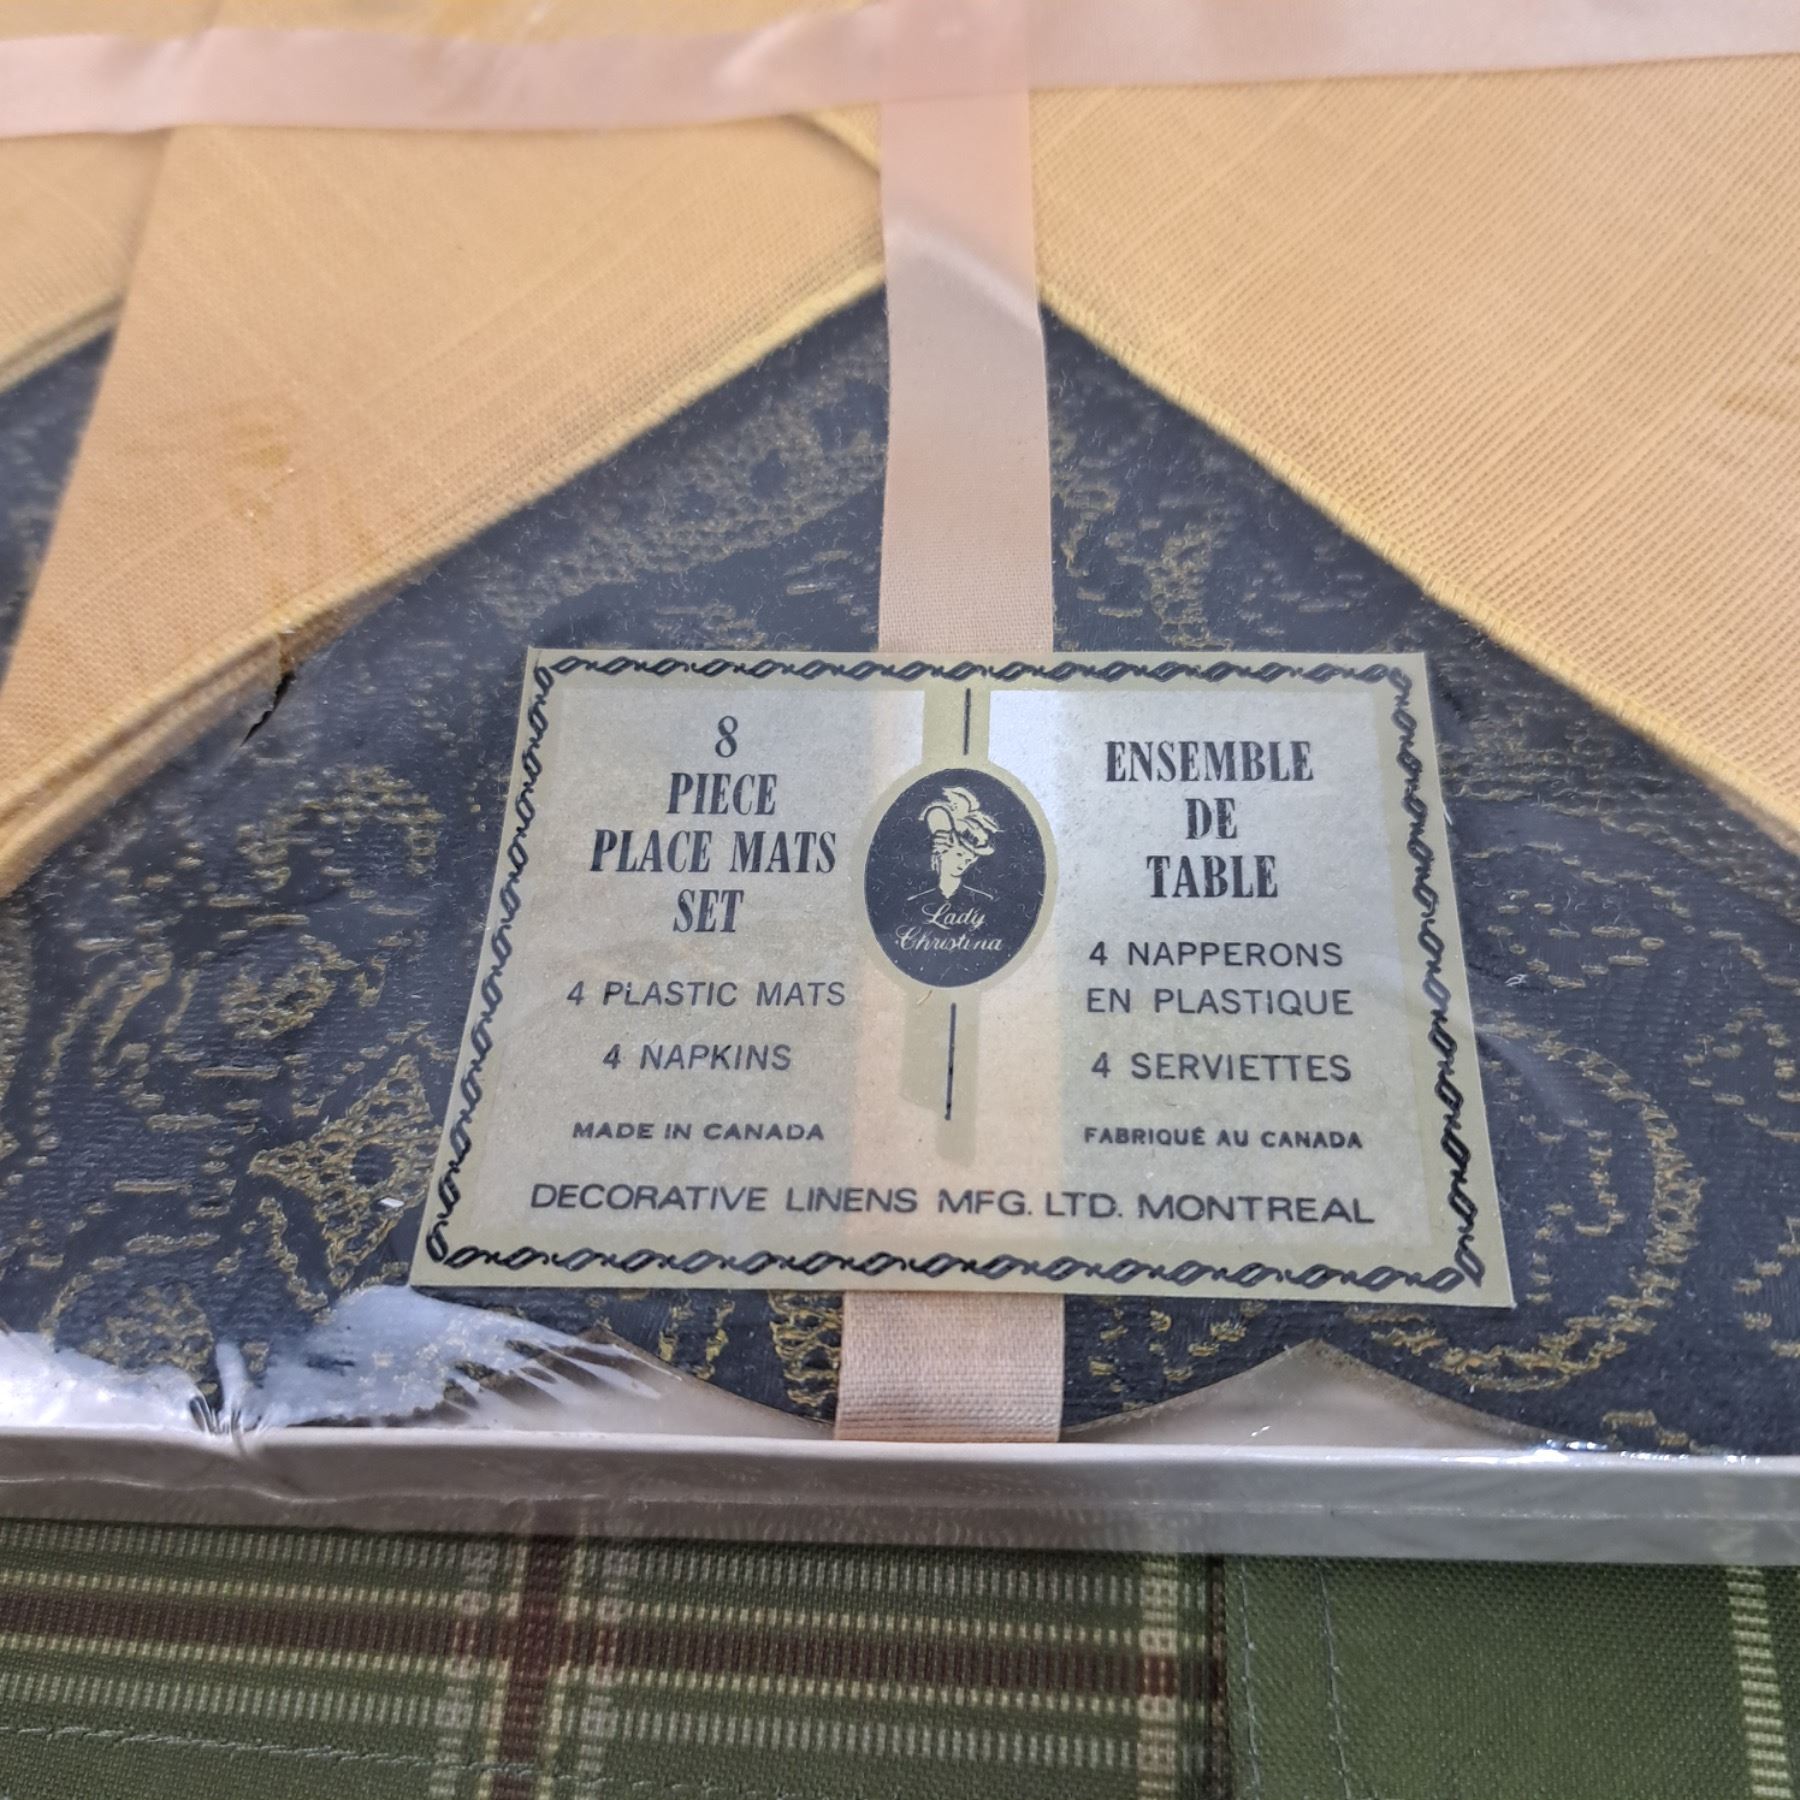 8
PIECE
PLACE MATS
SET
4 PLASTIC MATS
4 NAPKINS
MADE IN CANADA
Lady
Christina
ENSEMBLE
DE
TABLE
4 NAPPERONS
EN PLASTIQUE
4 SERVIETTES
FABRIQUÉ AU CANADA
DECORATIVE LINENS MFG. LTD. MONTREAL